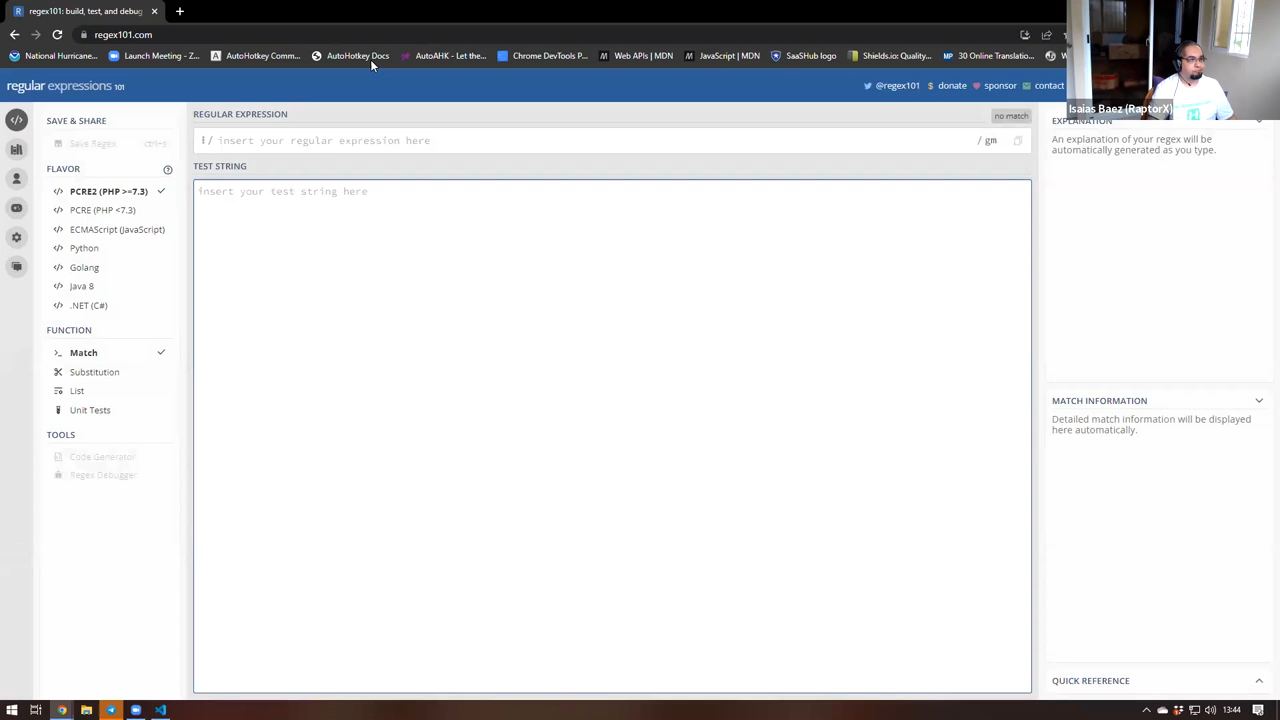 regex101: build, test, and debug
regex101.com
National Hurricane...
Launch Meeting - Z...
AutoHotkey Comm...
AutoHotkey Docs
AutoAHK - Let the...
Chrome DevTools P...
Web APIs | MDN
JavaScript | MDN
SaaSHub logo
Shields.io: Quality...
30 Online Translatio...
regular expressions 101
@regex101
donate
sponsor
contact
Isaias Baez (RaptorX)
SAVE & SHARE
Save Regex ctrl+s
FLAVOR
PCRE2 (PHP >=7.3)
PCRE (PHP <7.3)
ECMAScript (JavaScript)
Python
Golang
Java 8
.NET (C#)
FUNCTION
Match
Substitution
List
Unit Tests
TOOLS
Code Generator
Regex Debugger
REGULAR EXPRESSION
no match
/ insert your regular expression here / gm
TEST STRING
insert your test string here
EXPLANATION
An explanation of your regex will be
automatically generated as you type.
MATCH INFORMATION
Detailed match information will be displayed
here automatically.
QUICK REFERENCE
13:44